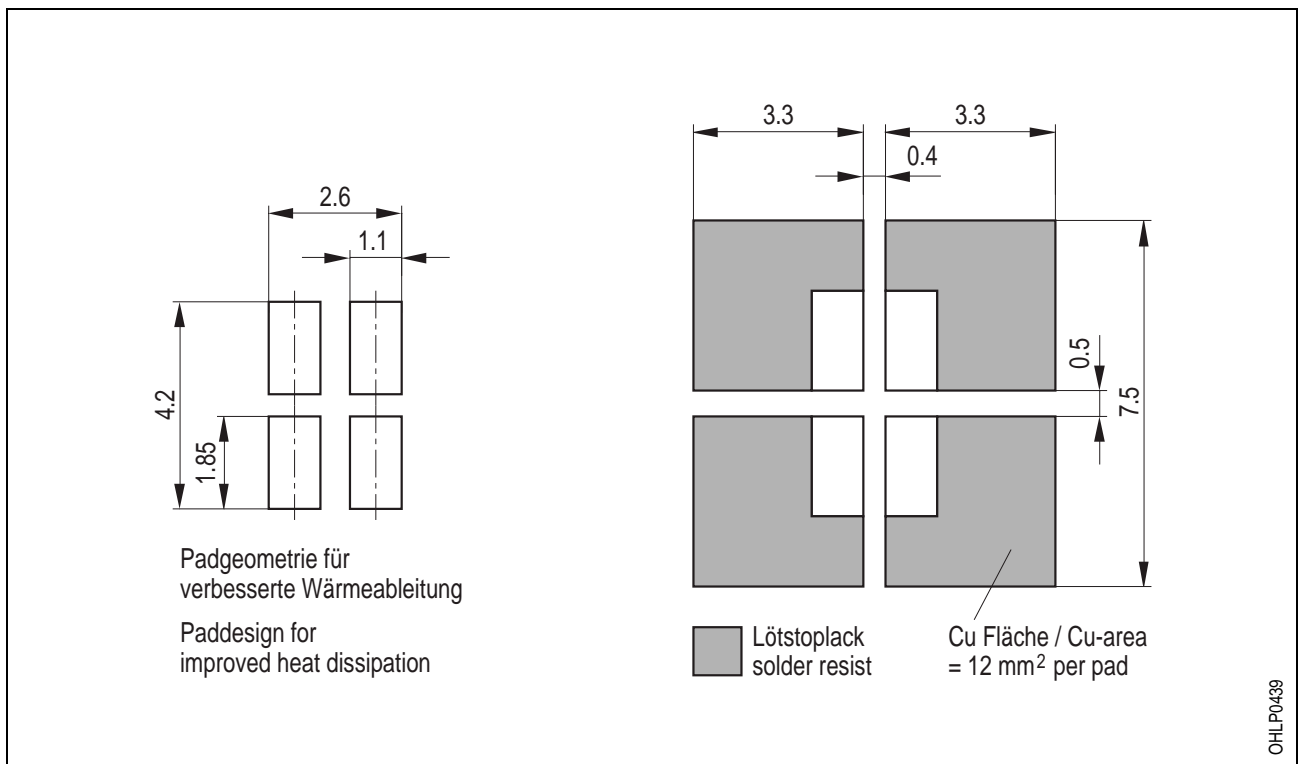 2.6
1.1
4.2
1.85
Padgeometrie für
verbesserte Wärmeableitung
Paddesign for
improved heat dissipation
3.3
3.3
0.4
0.5
7.5
Lötstoplack
solder resist
Cu Fläche / Cu-area
= 12 mm² per pad
OHLP0439